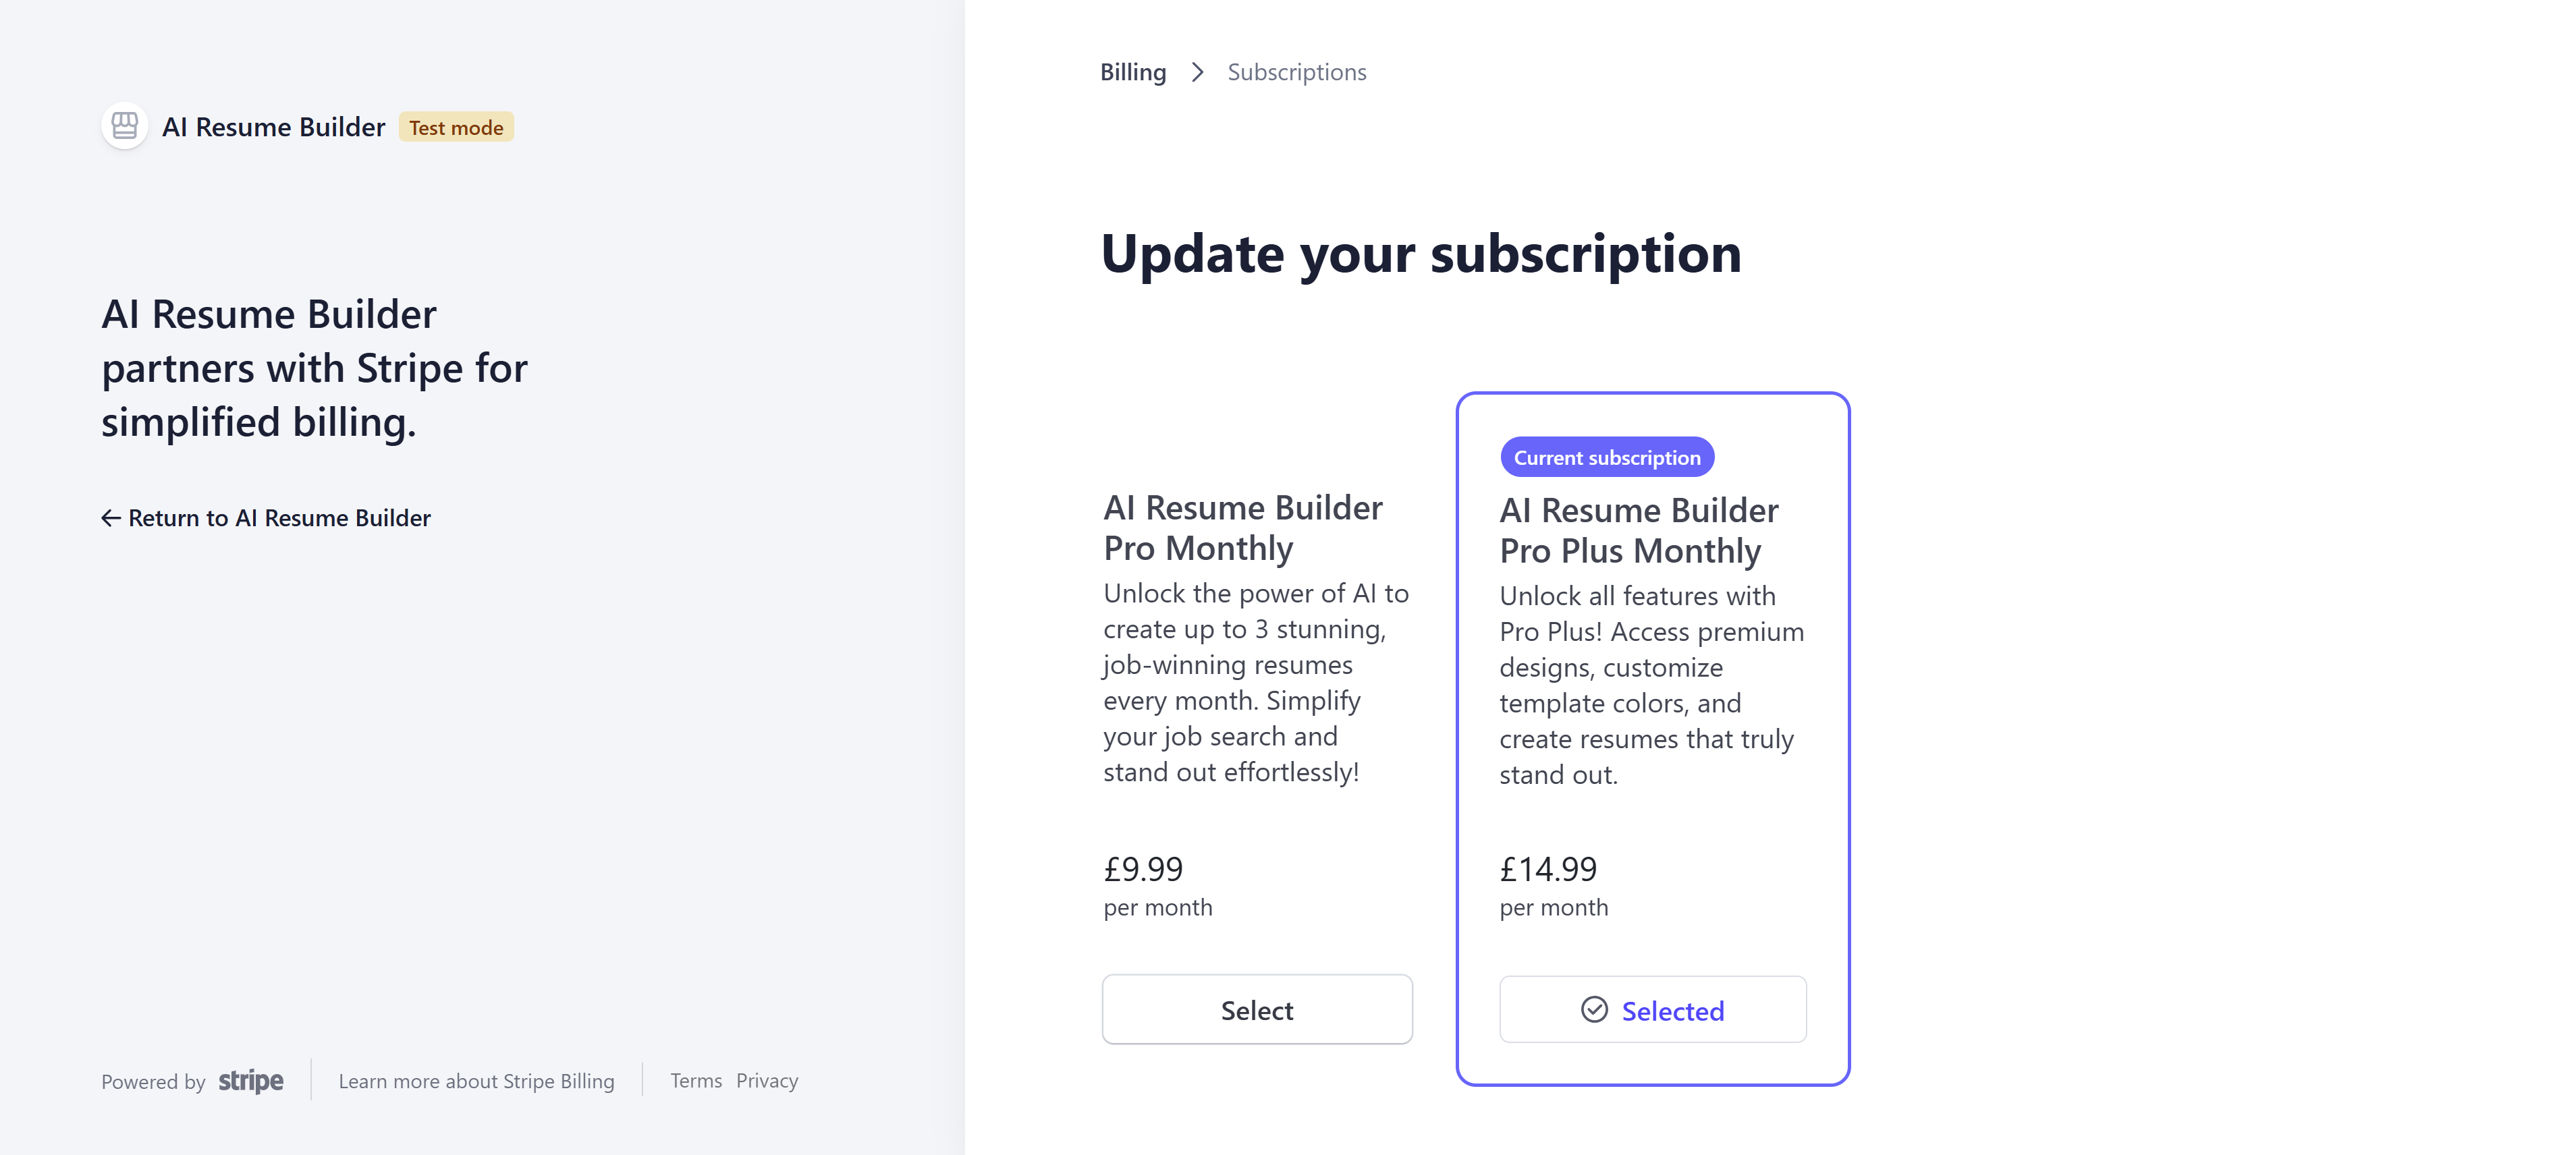 AI Resume Builder Test mode
AI Resume Builder
partners with Stripe for
simplified billing.
← Return to AI Resume Builder
Powered by stripe
Learn more about Stripe Billing
Terms Privacy
Billing > Subscriptions
Update your subscription
AI Resume Builder
Pro Monthly
Unlock the power of AI to
create up to 3 stunning,
job-winning resumes
every month. Simplify
your job search and
stand out effortlessly!
£9.99
per month
Select
Current subscription
AI Resume Builder
Pro Plus Monthly
Unlock all features with
Pro Plus! Access premium
designs, customize
template colors, and
create resumes that truly
stand out.
£14.99
per month
Selected